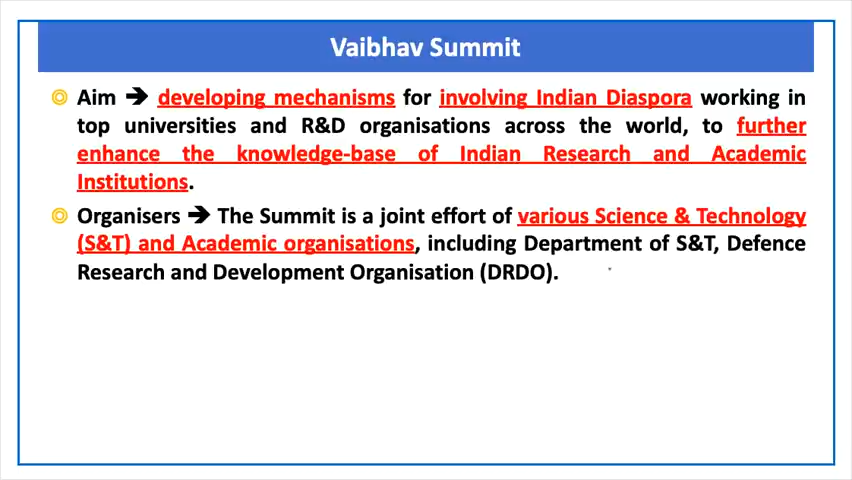 Vaibhav Summit
Aim ➔ developing mechanisms for involving Indian Diaspora working in
top universities and R&D organisations across the world, to further
enhance the knowledge-base of Indian Research and Academic
Institutions.
Organisers ➔ The Summit is a joint effort of various Science & Technology
(S&T) and Academic organisations, including Department of S&T, Defence
Research and Development Organisation (DRDO).